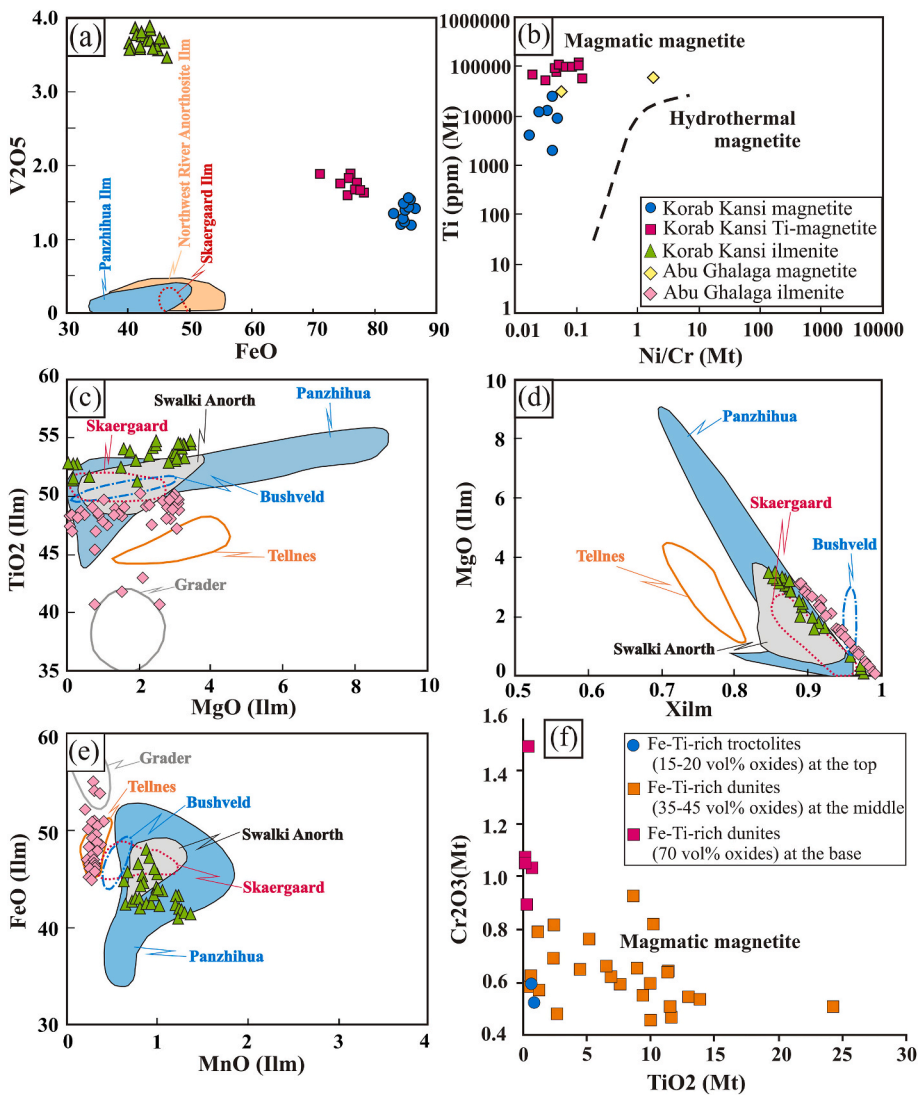 (a)
4.0
3.0
2.0
1.0
0
V2O5
30
40
50
60
70
80
90
FeO
Panzhihua Ilm
Northwest River Anorthosite Ilm
Skaergaard Ilm
(b)
1000000
100000
10000
1000
100
10
1
Ti (ppm) (Mt)
0.01
0.1
1
10
100
1000
10000
Ni/Cr (Mt)
Magmatic magnetite
Hydrothermal
magnetite
Korab Kansi magnetite
Korab Kansi Ti-magnetite
Korab Kansi ilmenite
Abu Ghalaga magnetite
Abu Ghalaga ilmenite
(c)
60
55
50
45
40
35
TiO2 (Ilm)
0
2
4
6
8
10
MgO (Ilm)
Panzhihua
Swalki Anorth
Skaergaard
Bushveld
Tellnes
Grader
(d)
10
8
6
4
2
0
MgO (Ilm)
0.5
0.6
0.7
0.8
0.9
1
Xilm
Panzhihua
Skaergaard
Bushveld
Tellnes
Swalki Anorth
(e)
60
50
40
30
FeO (Ilm)
0
1
2
3
4
MnO (Ilm)
Grader
Tellnes
Bushveld
Swalki Anorth
Skaergaard
Panzhihua
(f)
1.6
1.4
1.2
1.0
0.8
0.6
0.4
Cr2O3(Mt)
0
5
10
15
20
25
30
TiO2 (Mt)
Fe-Ti-rich troctolites
(15-20 vol% oxides) at the top
Fe-Ti-rich dunites
(35-45 vol% oxides) at the middle
Fe-Ti-rich dunites
(70 vol% oxides) at the base
Magmatic magnetite